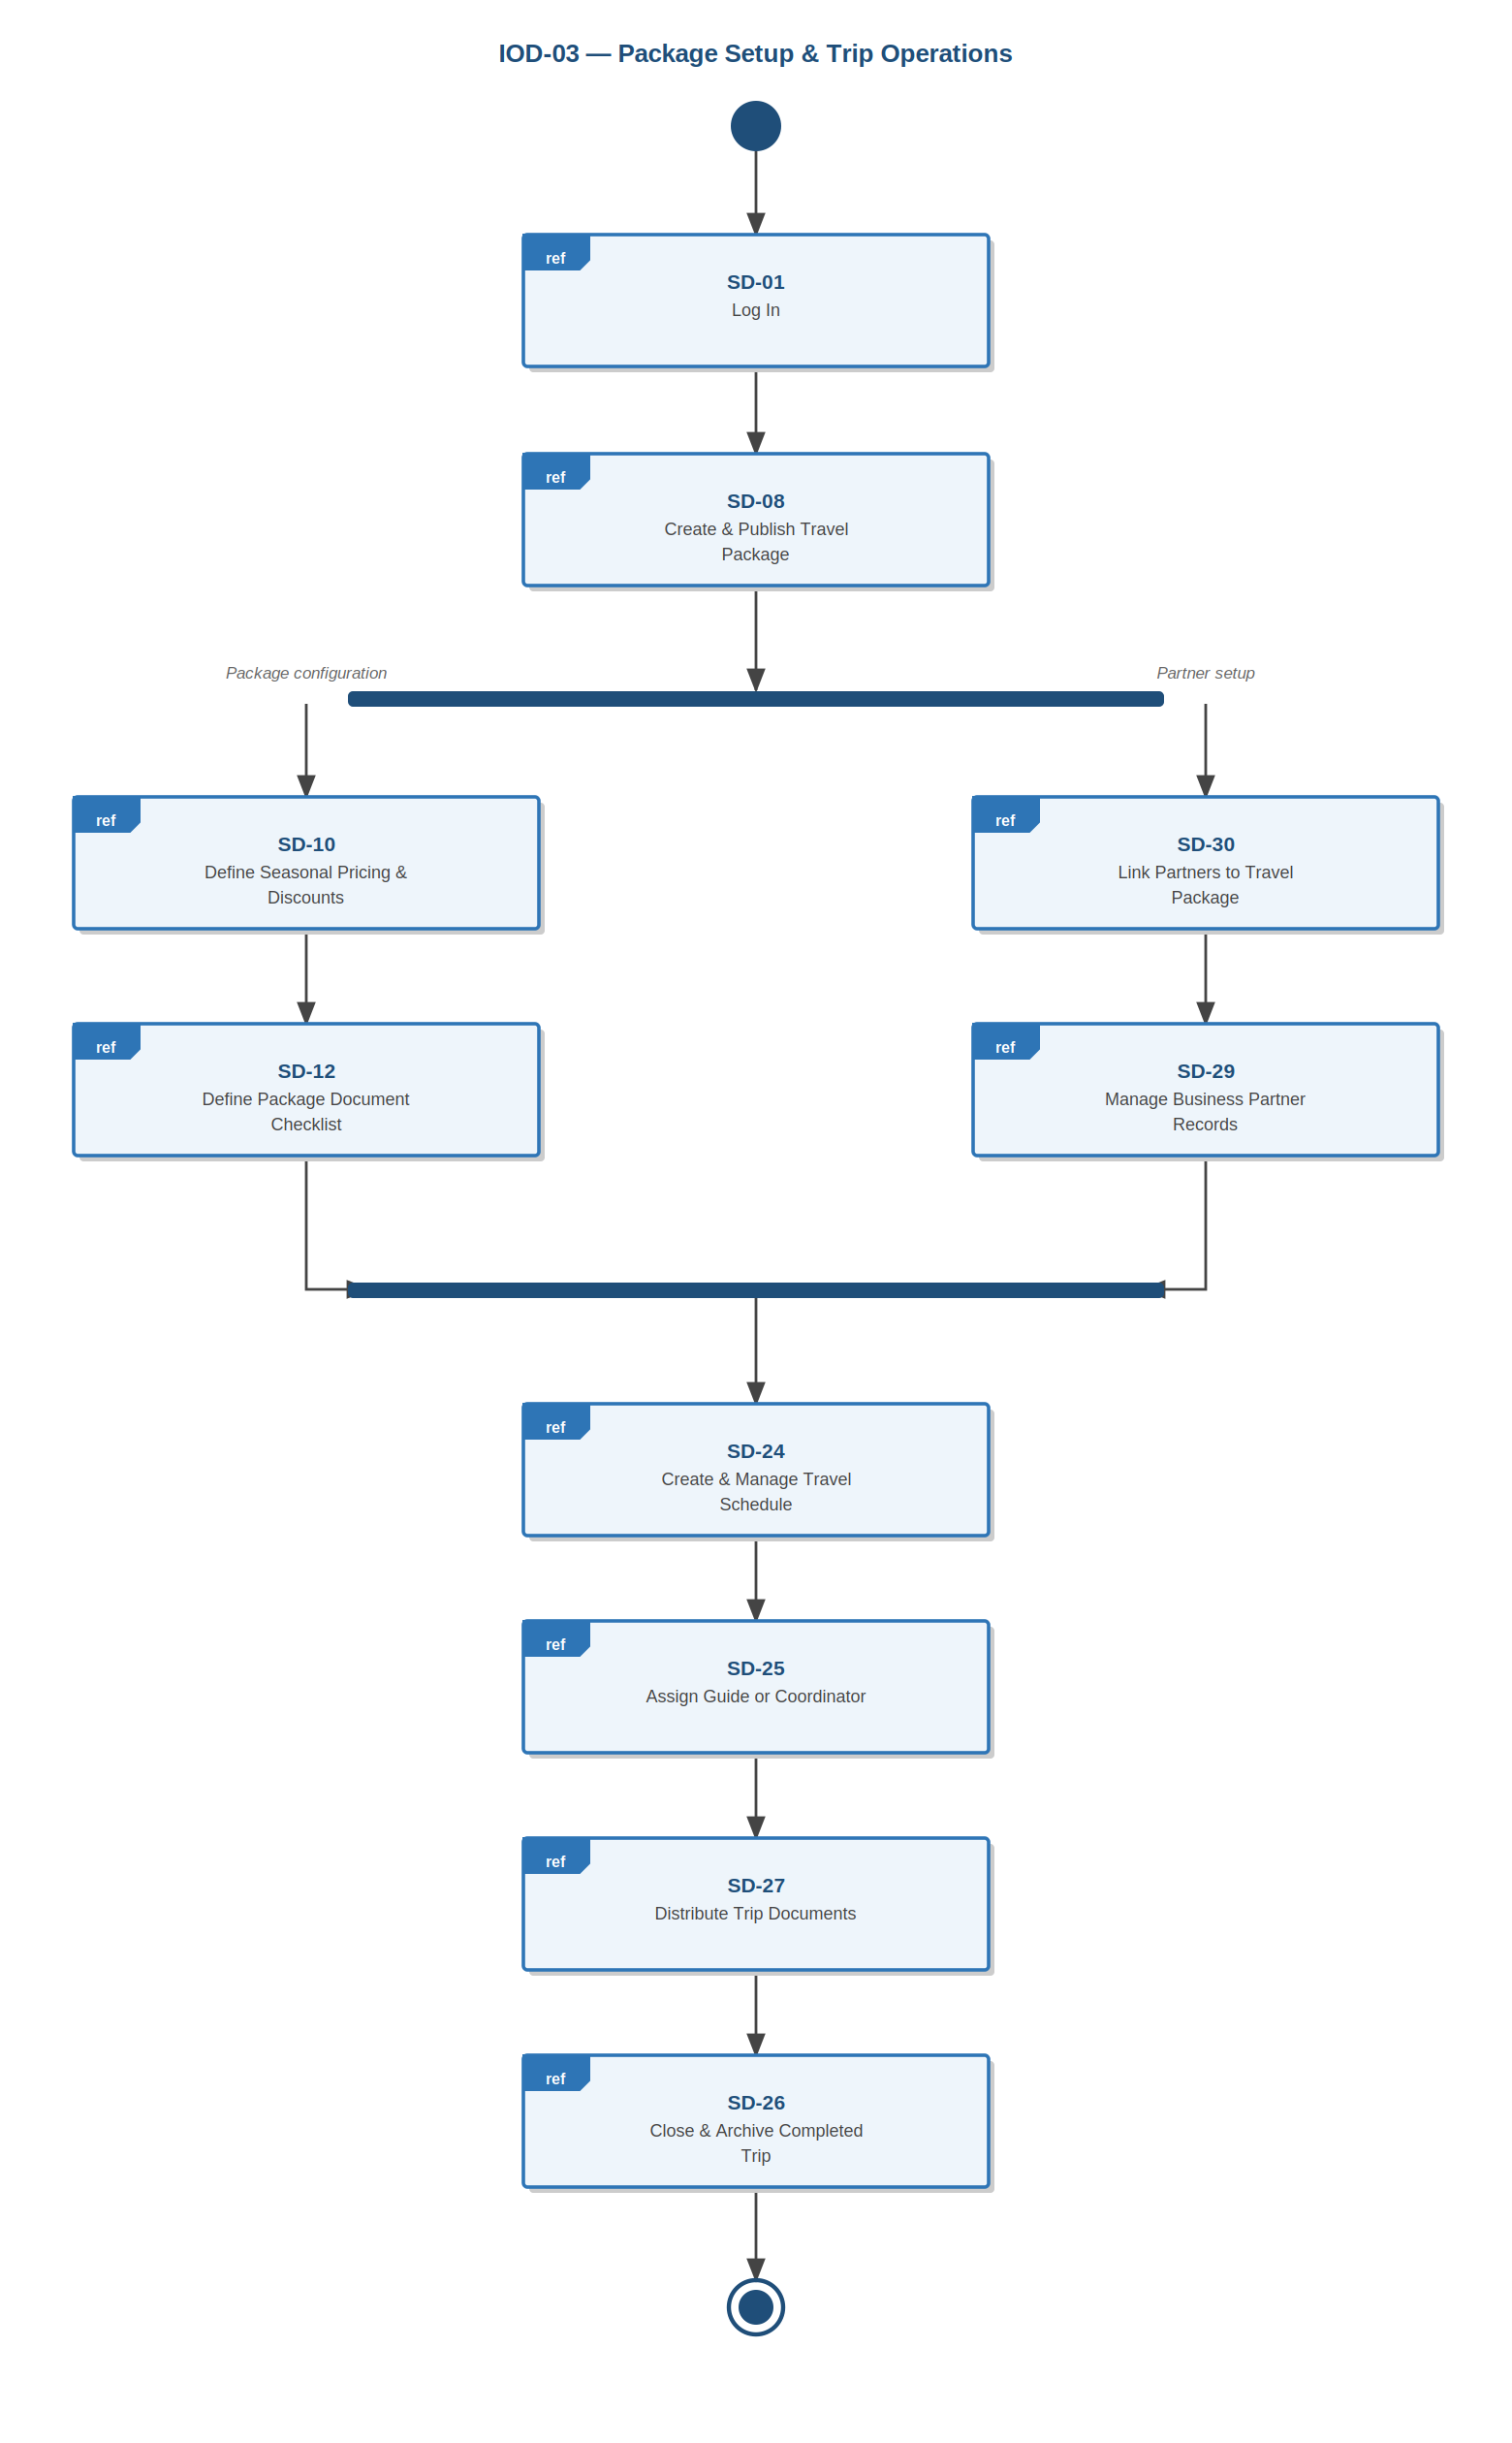 IOD-03 — Package Setup & Trip Operations
ref
SD-01
Log In
ref
SD-08
Create & Publish Travel
Package
Package configuration
Partner setup
ref
SD-10
Define Seasonal Pricing &
Discounts
ref
SD-30
Link Partners to Travel
Package
ref
SD-12
Define Package Document
Checklist
ref
SD-29
Manage Business Partner
Records
ref
SD-24
Create & Manage Travel
Schedule
ref
SD-25
Assign Guide or Coordinator
ref
SD-27
Distribute Trip Documents
ref
SD-26
Close & Archive Completed
Trip